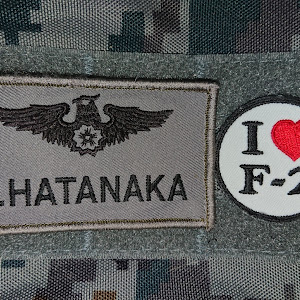 .HATANAKA
I ❤
F-2